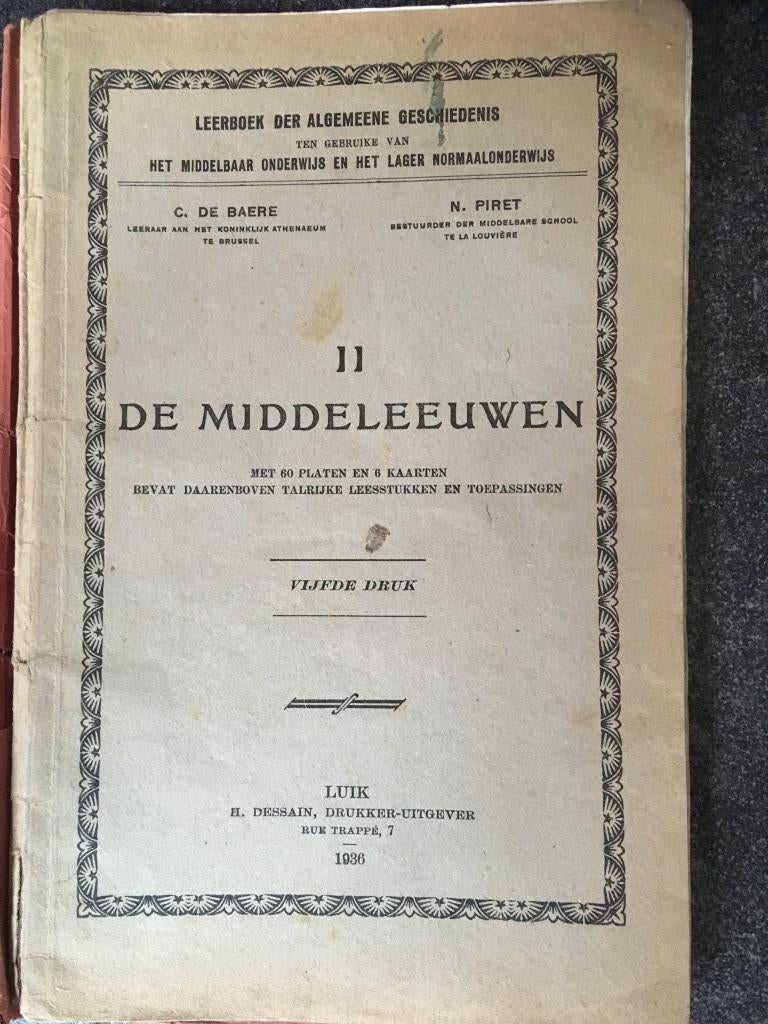 LEERBOEK DER ALGEMEENE GESCHIEDENIS
TEN GEBRUIKE VAN
HET MIDDELBAAR ONDERWIJS EN HET LAGER NORMAALONDERWIJS
C. DE BAERE
LEERAAR AAN HET KONINKLIJK ATHENAEUM
TE BRUSSEL
N. PIRET
BESTUURDER DER MIDDELBARE SCHOOL
TE LA LOUVIÈRE
II
DE MIDDELEEUWEN
MET 60 PLATEN EN 6 KAARTEN
BEVAT DAARENBOVEN TALRIJKE LEESSTUKKEN EN TOEPASSINGEN
VIJFDE DRUK
LUIK
H. DESSAIN, DRUKKER-UITGEVER
RUE TRAPPÉ, 7
1936